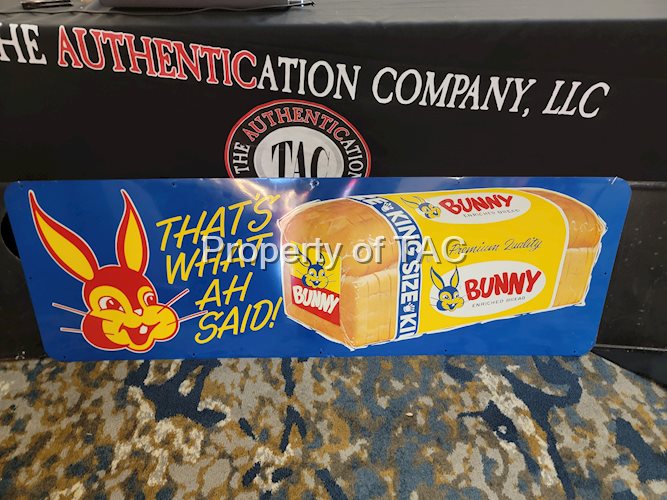 THE AUTHENTICATION COMPANY, LLC
THE AUTHENTICATION
TAC
THAT'S
WHAT
AH
SAID!
Property of TAC
KING SIZE
BUNNY
ENRICHED BREAD
Premium Quality
BUNNY
ENRICHED BREAD
BUNNY